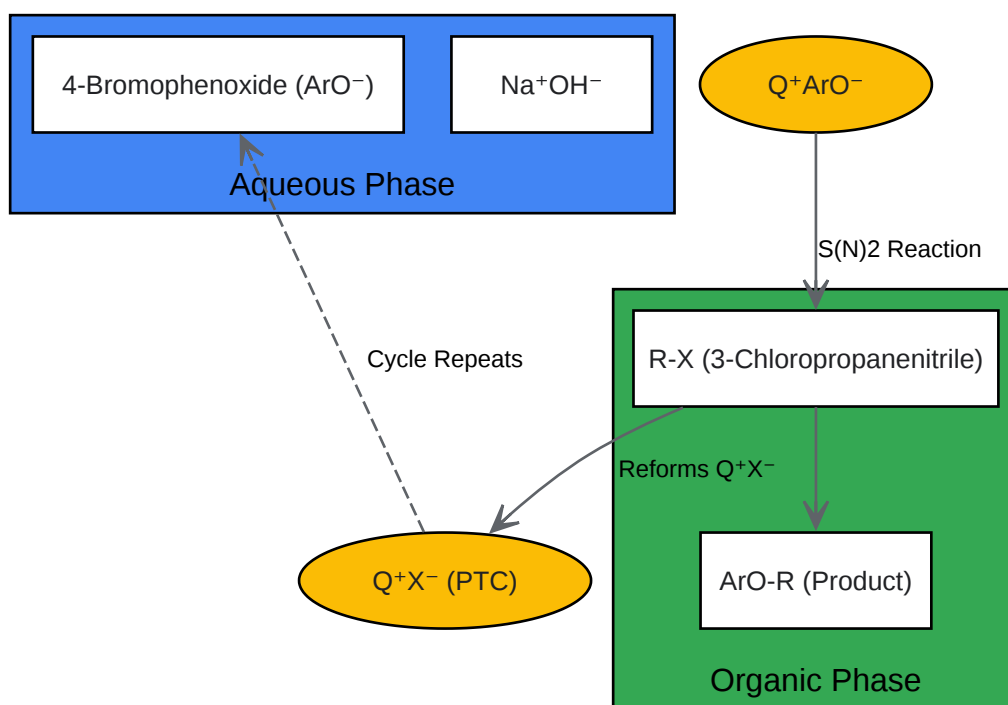 4-Bromophenoxide (ArO⁻)
Na⁺OH⁻
Q⁺ArO⁻
Aqueous Phase
S(N)2 Reaction
R-X (3-Chloropropanenitrile)
Cycle Repeats
Reforms Q⁺X⁻
Q⁺X⁻ (PTC)
ArO-R (Product)
Organic Phase